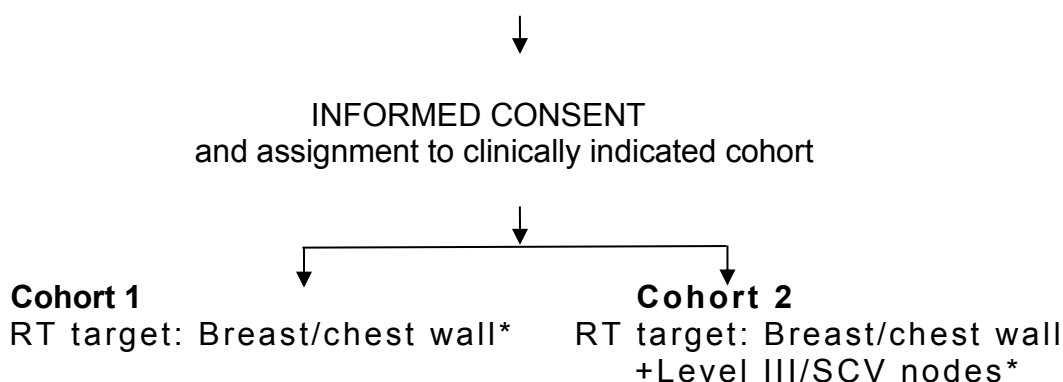 INFORMED CONSENT
and assignment to clinically indicated cohort
Cohort 1
RT target: Breast/chest wall*
Cohort 2
RT target: Breast/chest wall
+Level III/SCV nodes*